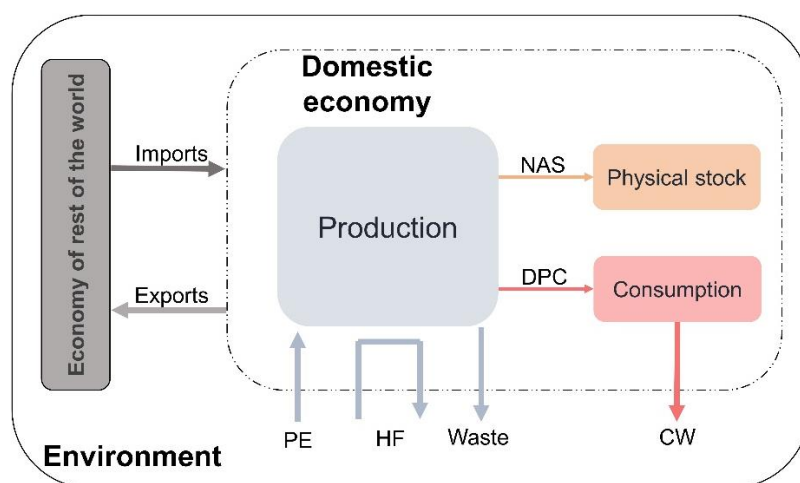 Domestic
economy
Economy of rest of the world
Imports
Exports
Production
NAS
Physical stock
DPC
Consumption
PE
HF
Waste
CW
Environment